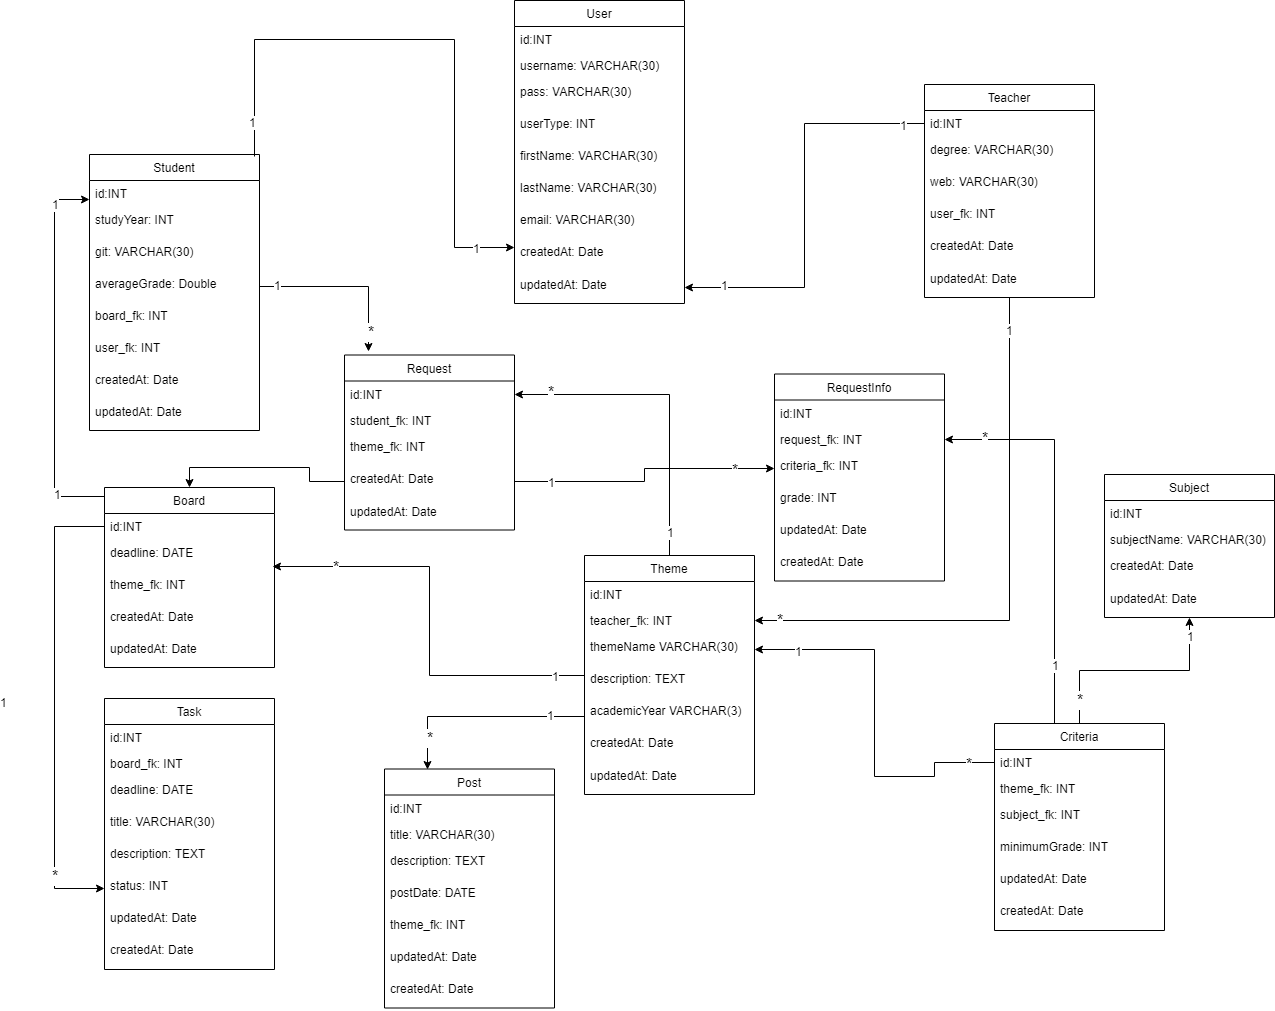 User
id:INT
username: VARCHAR(30)
pass: VARCHAR(30)
userType: INT
firstName: VARCHAR(30)
lastName: VARCHAR(30)
email: VARCHAR(30)
createdAt: Date
updatedAt: Date
Teacher
id:INT
degree: VARCHAR(30)
web: VARCHAR(30)
user_fk: INT
createdAt: Date
updatedAt: Date
1
1
1
1
Student
id:INT
studyYear: INT
git: VARCHAR(30)
averageGrade: Double
board_fk: INT
user_fk: INT
createdAt: Date
updatedAt: Date
1
1
1
*
1
*
Request
id:INT
student_fk: INT
theme_fk: INT
createdAt: Date
updatedAt: Date
*
1
1
*
RequestInfo
id:INT
request_fk: INT
criteria_fk: INT
grade: INT
updatedAt: Date
createdAt: Date
*
1
Subject
id:INT
subjectName: VARCHAR(30)
createdAt: Date
updatedAt: Date
1
*
Board
id:INT
deadline: DATE
theme_fk: INT
createdAt: Date
updatedAt: Date
*
1
Theme
id:INT
teacher_fk: INT
themeName VARCHAR(30)
description: TEXT
academicYear VARCHAR(3)
createdAt: Date
updatedAt: Date
*
1
*
1
*
1
Task
id:INT
board_fk: INT
deadline: DATE
title: VARCHAR(30)
description: TEXT
status: INT
updatedAt: Date
createdAt: Date
*
Post
id:INT
title: VARCHAR(30)
description: TEXT
postDate: DATE
theme_fk: INT
updatedAt: Date
createdAt: Date
Criteria
id:INT
theme_fk: INT
subject_fk: INT
minimumGrade: INT
updatedAt: Date
createdAt: Date